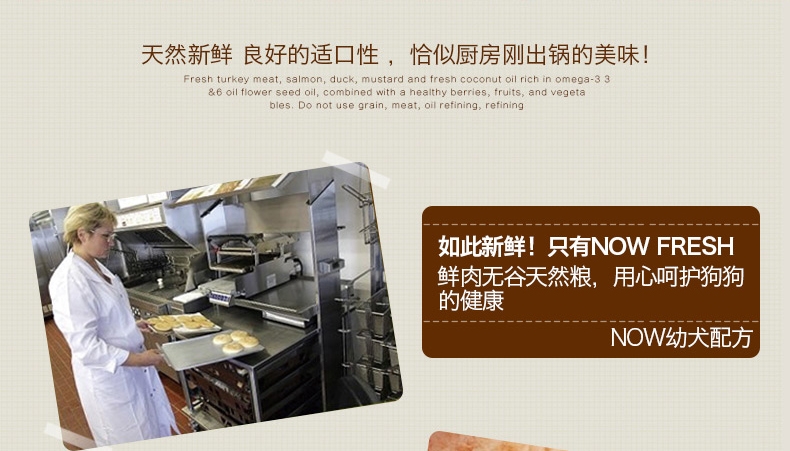 天然新鲜 良好的适口性 ，恰似厨房刚出锅的美味！
Fresh turkey meat, salmon, duck, mustard and fresh coconut oil rich in omega-3 3
&6 oil flower seed oil, combined with a healthy berries, fruits, and vegeta
bles. Do not use grain, meat, oil refining, refining
如此新鲜！只有NOW FRESH
鲜肉无谷天然粮，用心呵护狗狗
的健康
NOW幼犬配方